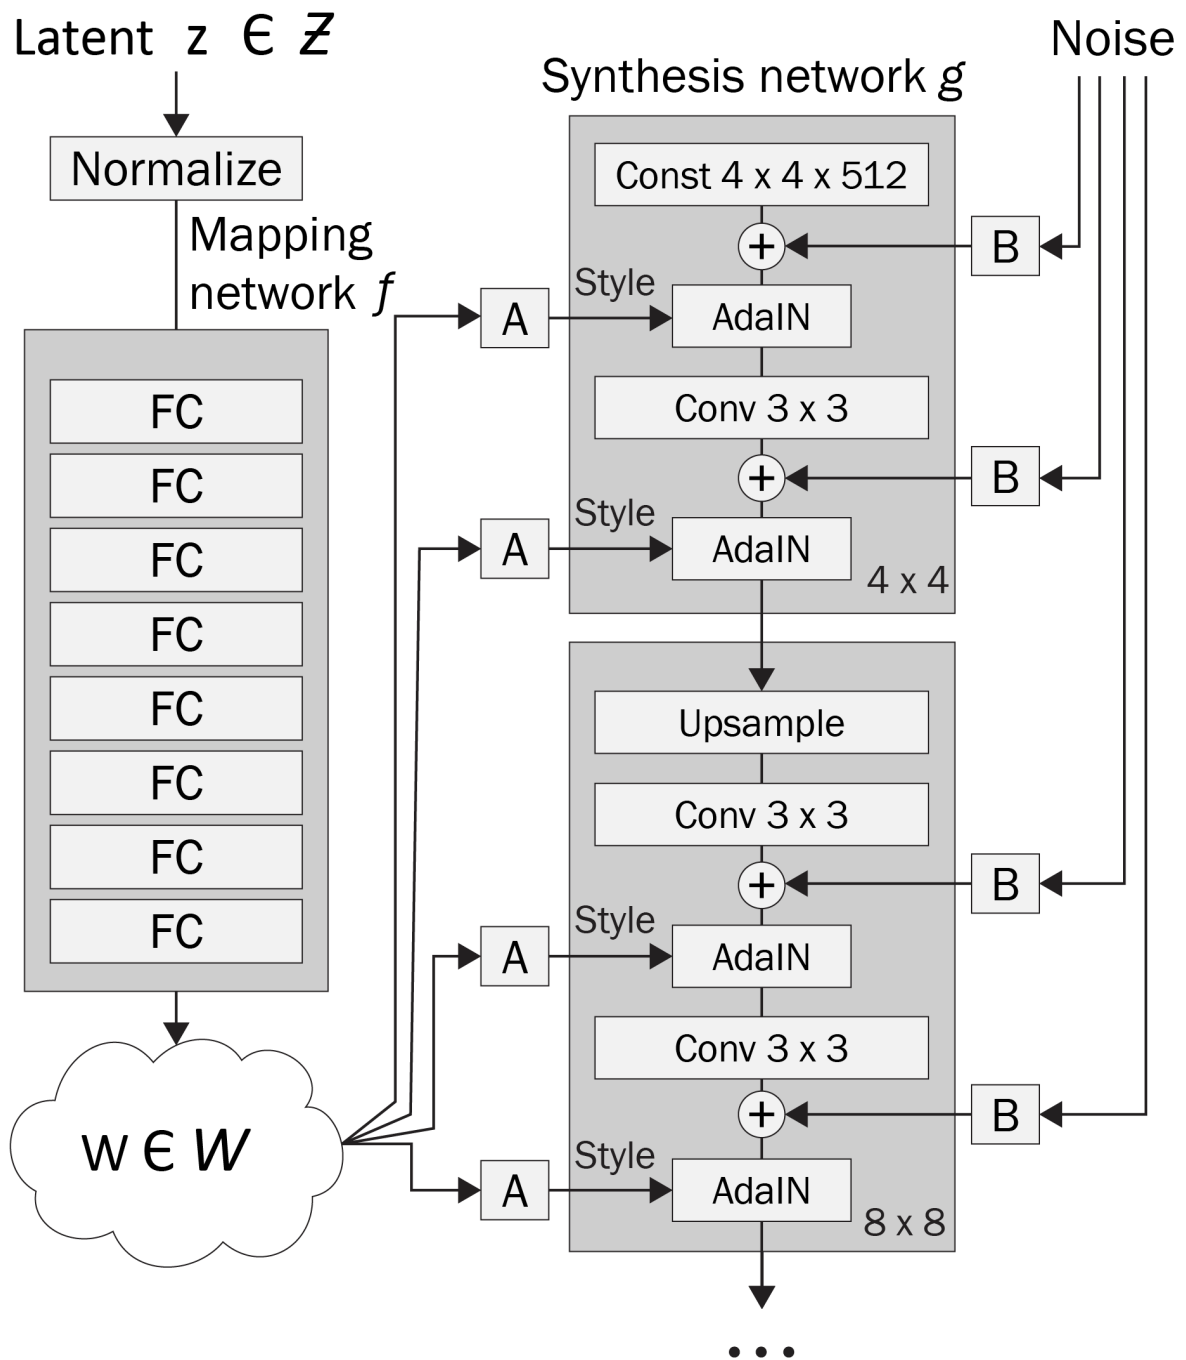 Latent z ∈ Z
Normalize
Mapping
network f
FC
FC
FC
FC
FC
FC
FC
FC
W ∈ W
Synthesis network g
Noise
Const 4 x 4 x 512
+
B
A
Style
AdaIN
Conv 3 x 3
+
B
A
Style
AdaIN
4 x 4
Upsample
Conv 3 x 3
+
B
A
Style
AdaIN
Conv 3 x 3
+
B
A
Style
AdaIN
8 x 8
...